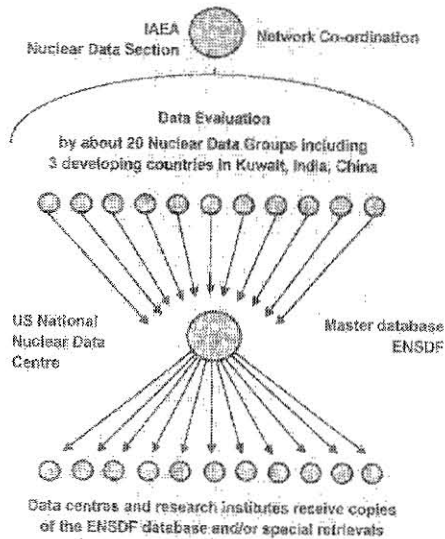 IAEA
Nuclear Data Section
Network Co-ordination
Data Evaluation
by about 20 Nuclear Data Groups including
3 developing countries in Kuwait, India, China
US National
Nuclear Data
Centre
Master database
ENSDF
Data centres and research institutes receive copies
of the ENSDF database and/or special retrievals